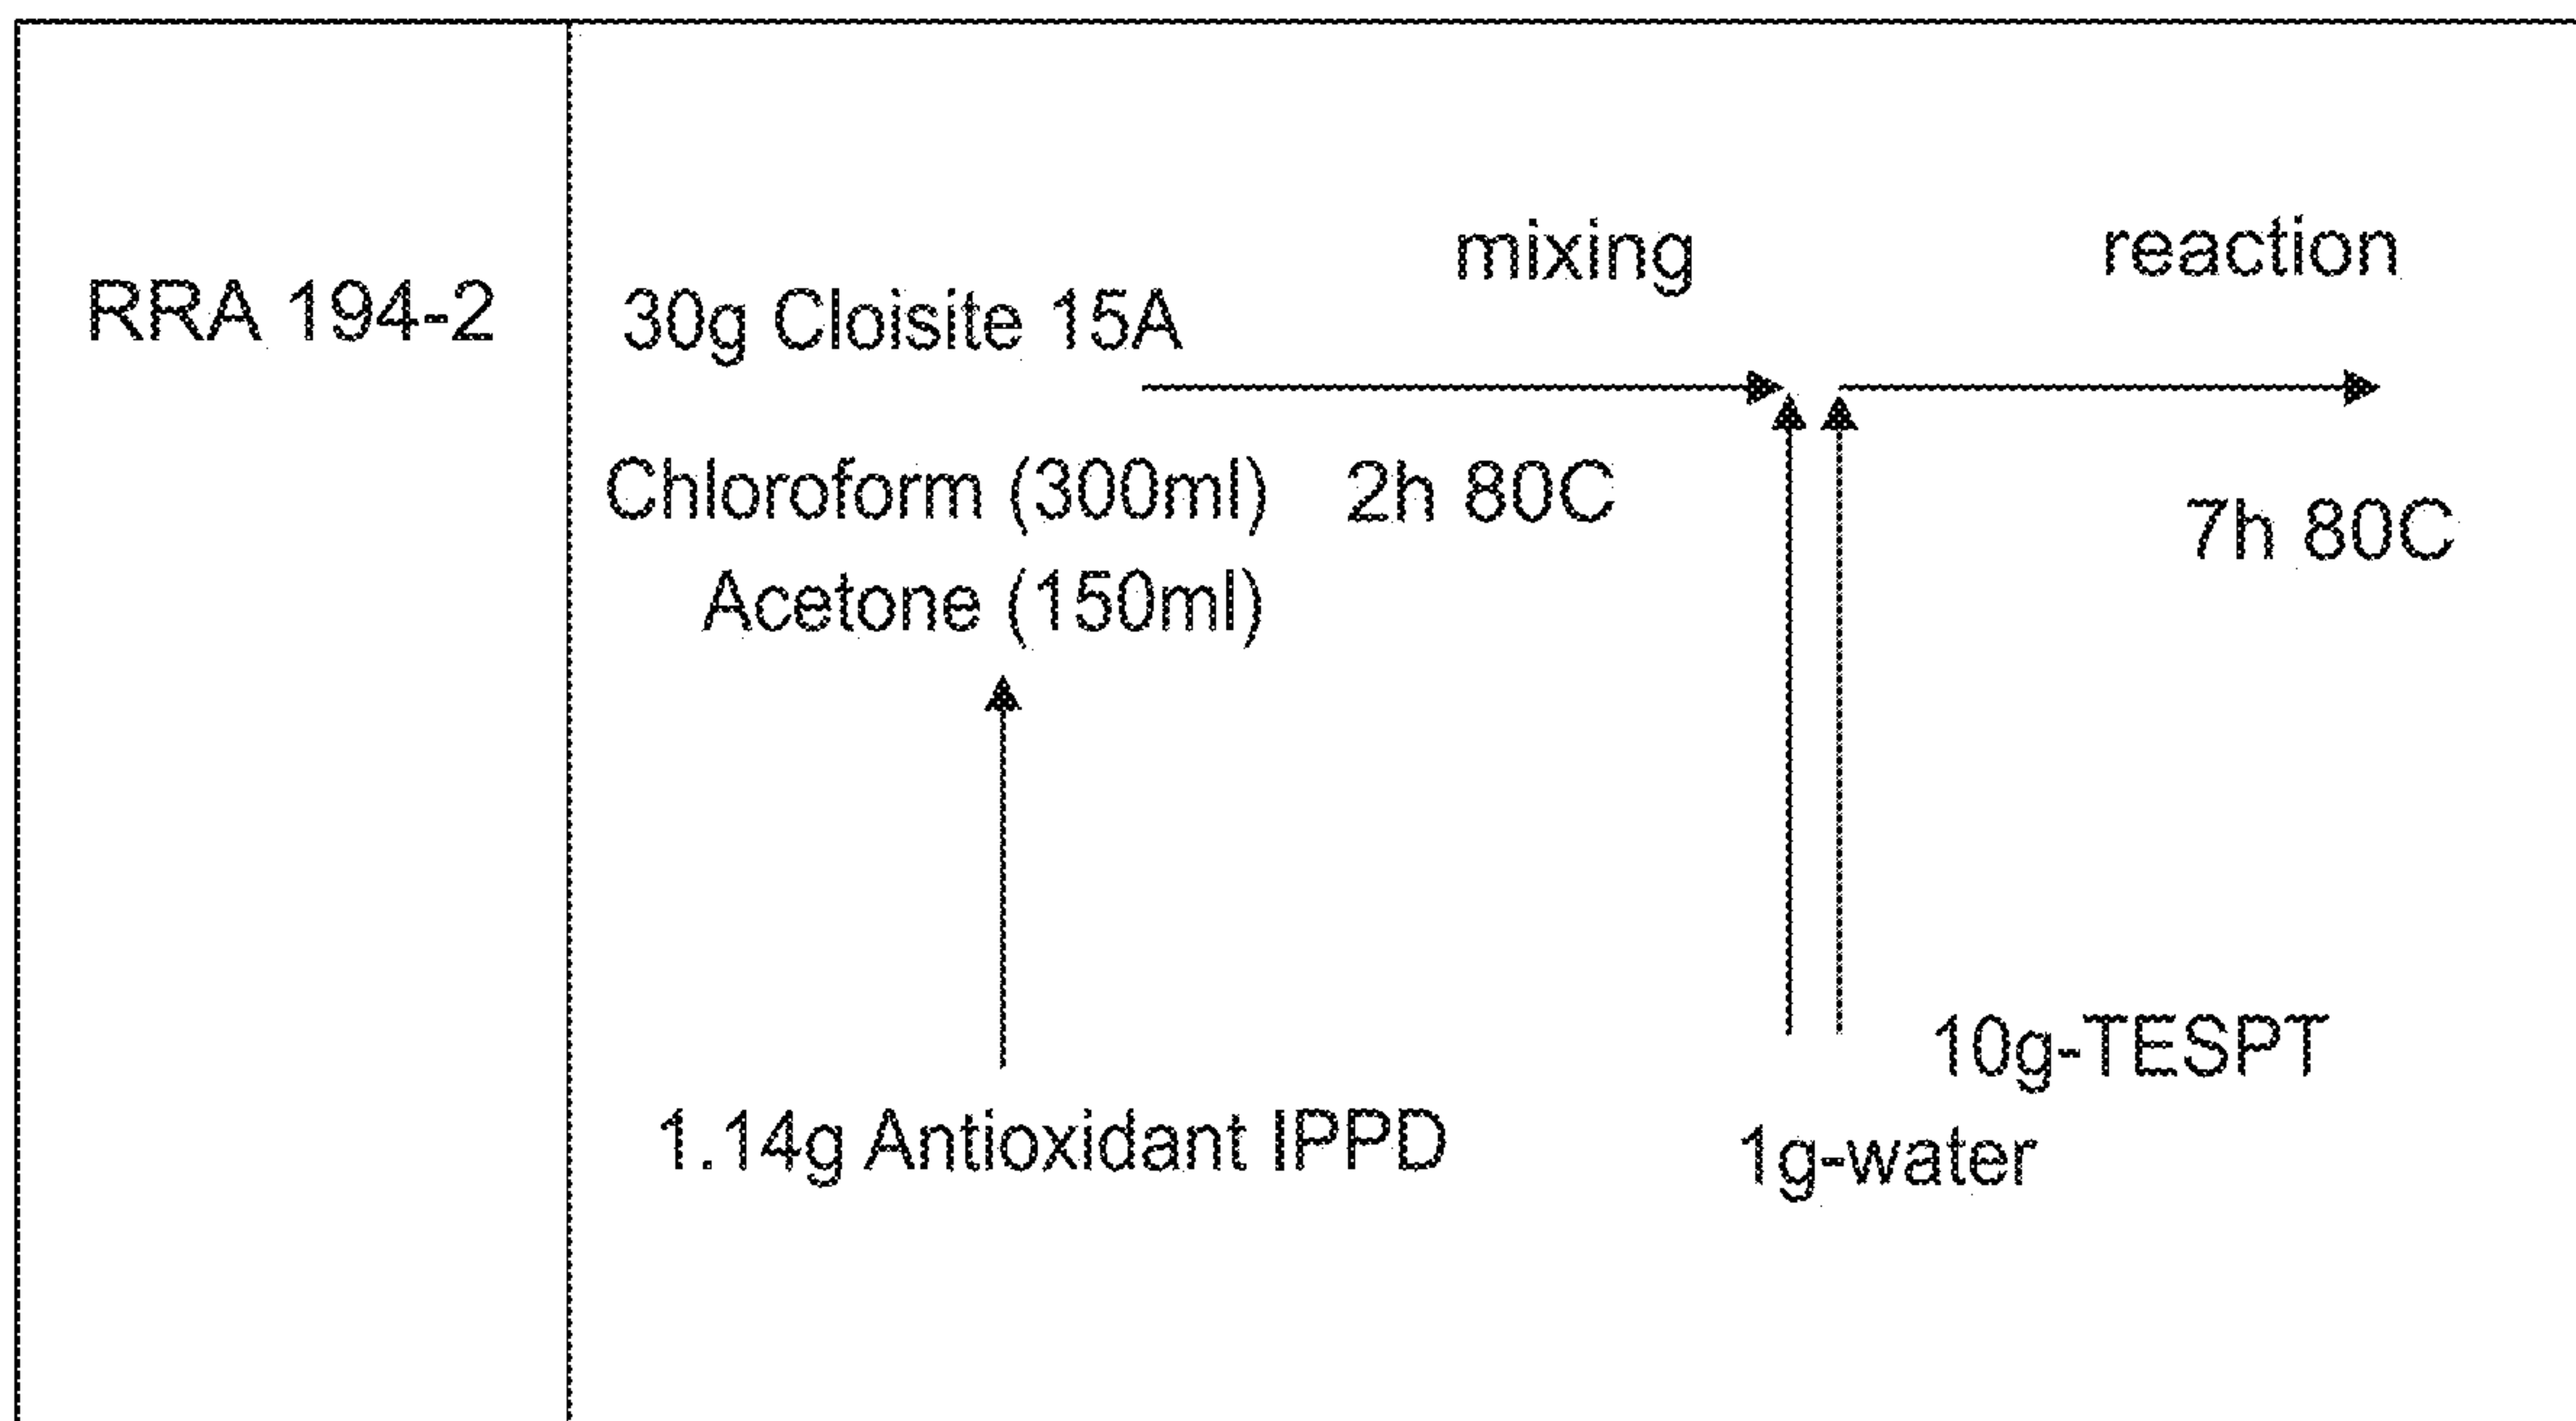 RRA 194-2
30g Cloisite 15A
mixing
reaction
Chloroform (300ml)
2h 80C
7h 80C
Acetone (150ml)
1.14g Antioxidant IPPD
10g-TESPT
1g-water